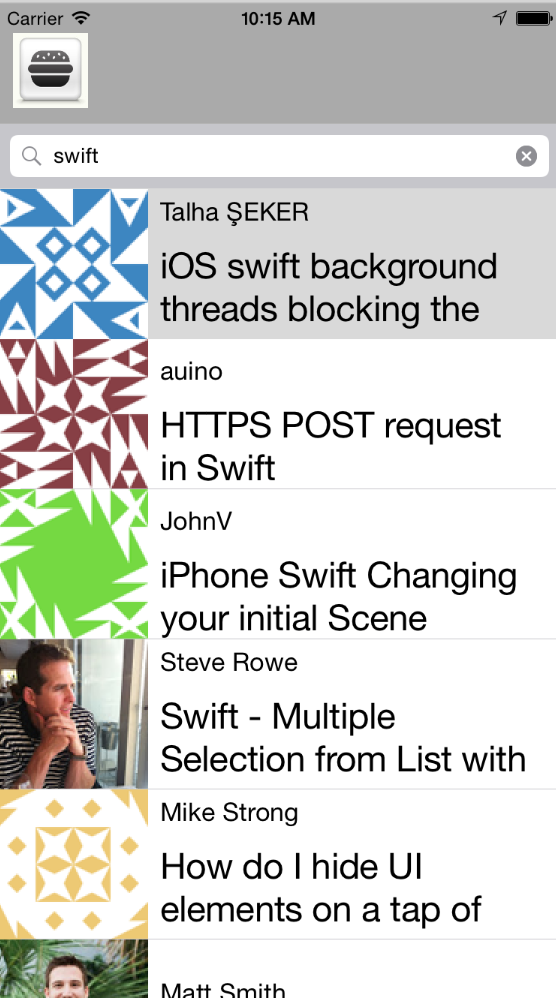 Carrier 10:15 AM
swift
Talha ŞEKER
iOS swift background
threads blocking the
auino
HTTPS POST request
in Swift
JohnV
iPhone Swift Changing
your initial Scene
Steve Rowe
Swift - Multiple
Selection from List with
Mike Strong
How do I hide UI
elements on a tap of
Matt Smith